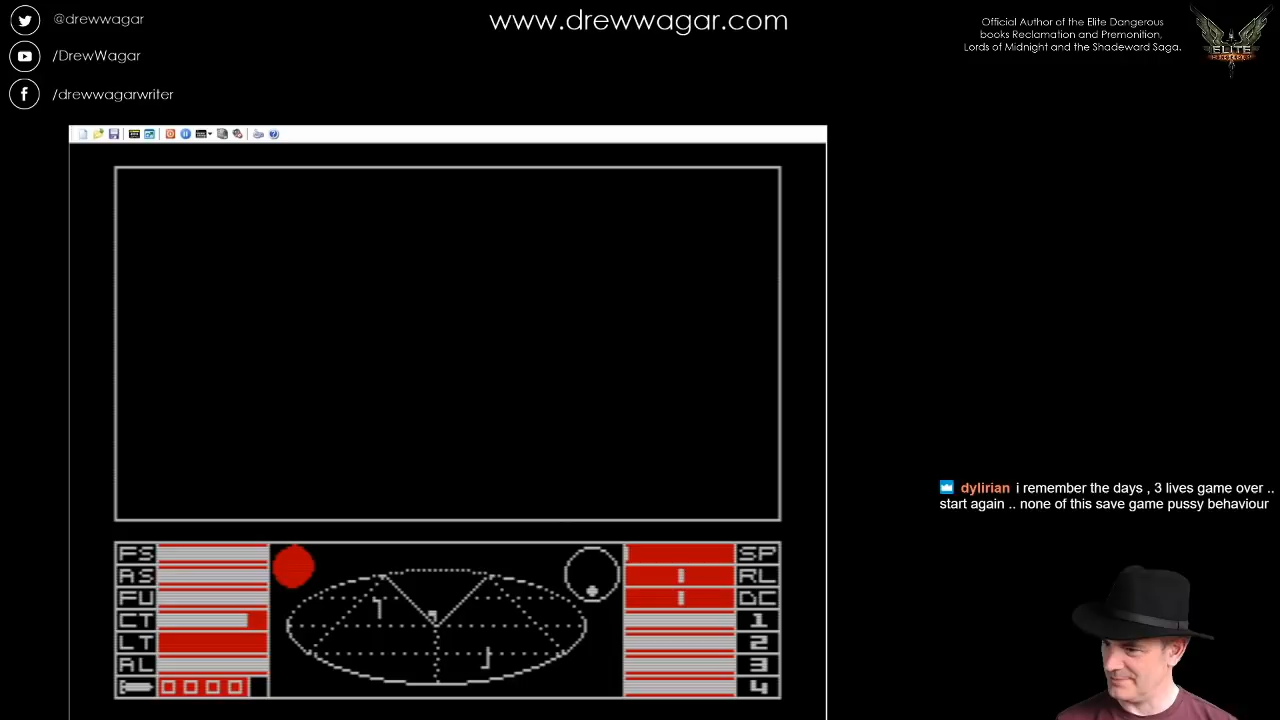 @drewwagar
/DrewWagar
/drewwagarwriter
www.drewwagar.com
Official Author of the Elite Dangerous
books Reclamation and Premonition,
Lords of Midnight and the Shadeward Saga.
ELITE
DANGEROUS
dylirian i remember the days , 3 lives game over ..
start again .. none of this save game pussy behaviour
FS
AS
FU
CT
LT
AL
SP
RL
DC
1
2
3
4